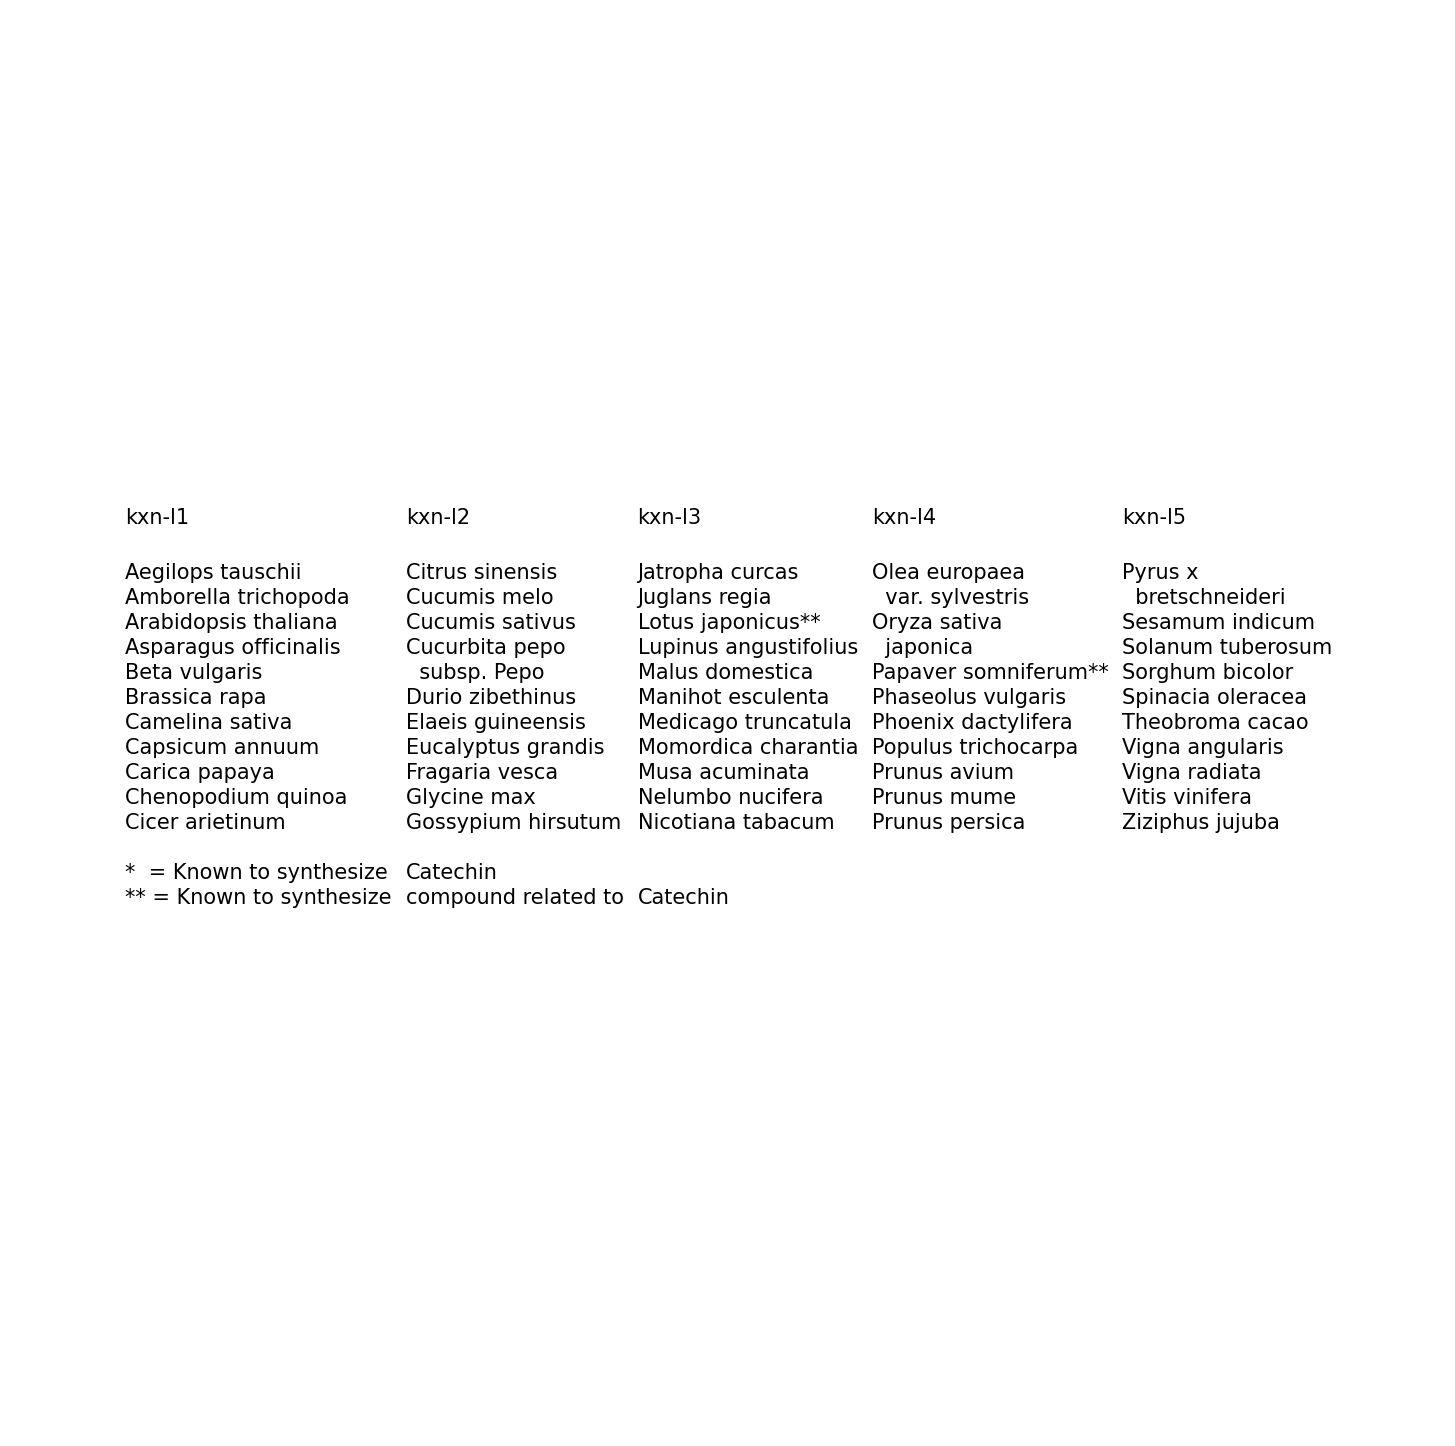 kxn-l1 kxn-l2 kxn-l3 kxn-l4 kxn-l5
Aegilops tauschii Citrus sinensis Jatropha curcas Olea europaea Pyrus x
Amborella trichopoda Cucumis melo Juglans regia var. sylvestris bretschneideri
Arabidopsis thaliana Cucumis sativus Lotus japonicus** Oryza sativa Sesamum indicum
Asparagus officinalis Cucurbita pepo Lupinus angustifolius japonica Solanum tuberosum
Beta vulgaris subsp. Pepo Malus domestica Papaver somniferum** Sorghum bicolor
Brassica rapa Durio zibethinus Manihot esculenta Phaseolus vulgaris Spinacia oleracea
Camelina sativa Elaeis guineensis Medicago truncatula Phoenix dactylifera Theobroma cacao
Capsicum annuum Eucalyptus grandis Momordica charantia Populus trichocarpa Vigna angularis
Carica papaya Fragaria vesca Musa acuminata Prunus avium Vigna radiata
Chenopodium quinoa Glycine max Nelumbo nucifera Prunus mume Vitis vinifera
Cicer arietinum Gossypium hirsutum Nicotiana tabacum Prunus persica Ziziphus jujuba
* = Known to synthesize Catechin
** = Known to synthesize compound related to Catechin